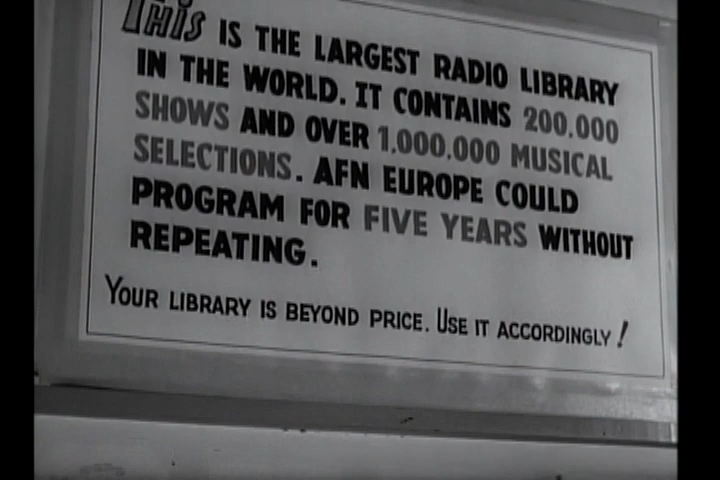 THiS IS THE LARGEST RADIO LIBRARY
IN THE WORLD. IT CONTAINS 200,000
SHOWS AND OVER 1,000,000 MUSICAL
SELECTIONS. AFN EUROPE COULD
PROGRAM FOR FIVE YEARS WITHOUT
REPEATING.
YOUR LIBRARY IS BEYOND PRICE. USE IT ACCORDINGLY!